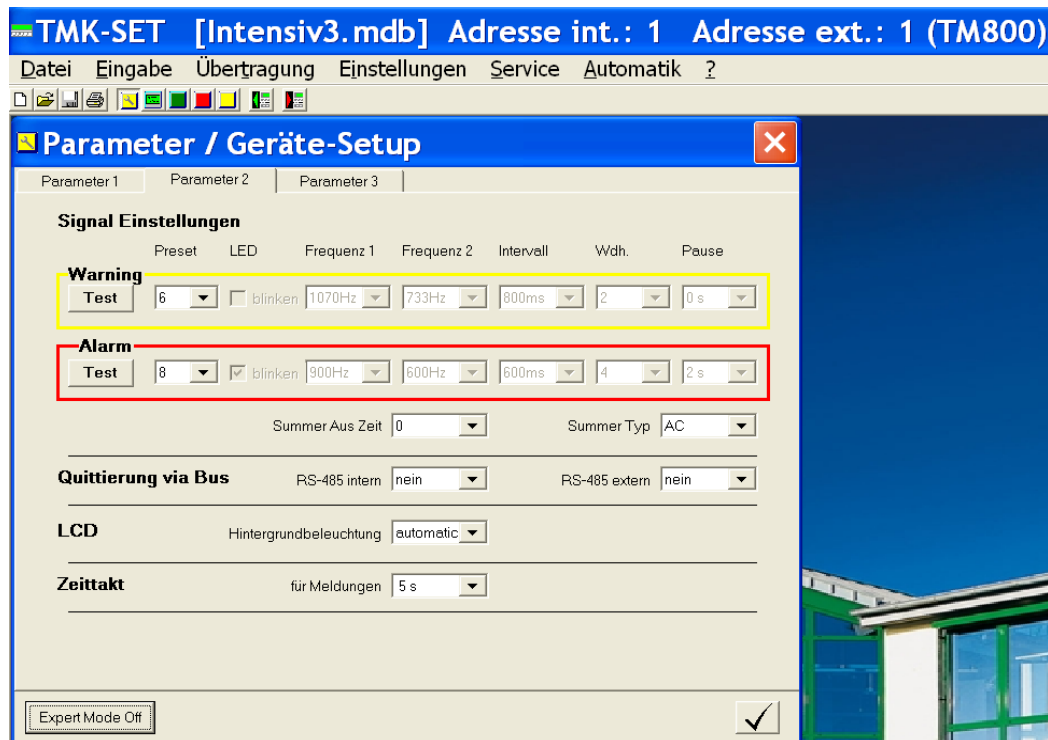 TMK-SET [Intensiv3.mdb] Adresse int.: 1 Adresse ext.: 1 (TM800)
Datei Eingabe Übertragung Einstellungen Service Automatik ?
Parameter / Geräte-Setup
Parameter 1 Parameter 2 Parameter 3
Signal Einstellungen
Preset LED Frequenz 1 Frequenz 2 Intervall Wdh. Pause
Warning
Test 6 blinken 1070Hz 733Hz 800ms 2 0 s
Alarm
Test 8 blinken 900Hz 600Hz 600ms 4 2 s
Summer Aus Zeit 0 Summer Typ AC
Quittierung via Bus RS-485 intern nein RS-485 extern nein
LCD Hintergrundbeleuchtung automatic
Zeittakt für Meldungen 5 s
Expert Mode Off